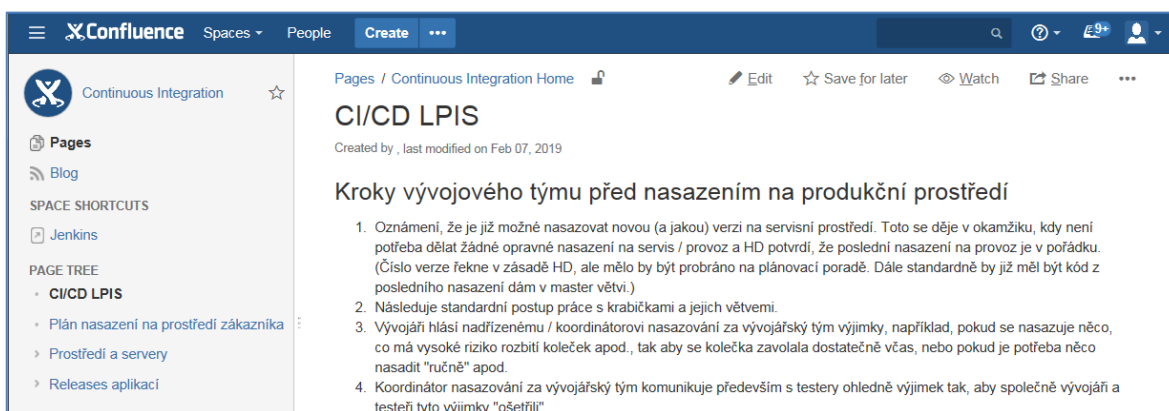 Confluence Spaces People Create ••• 9+
Continuous Integration
Pages
Blog
SPACE SHORTCUTS
Jenkins
PAGE TREE
CI/CD LPIS
Plán nasazení na prostředí zákazníka
Prostředí a servery
Releases aplikací
Pages / Continuous Integration Home Edit Save for later Watch Share •••
CI/CD LPIS
Created by , last modified on Feb 07, 2019
Kroky vývojového týmu před nasazením na produkční prostředí
1. Oznámení, že je již možné nasazovat novou (a jakou) verzi na servisní prostředí. Toto se děje v okamžiku, kdy není
potřeba dělat žádné opravné nasazení na servis / provoz a HD potvrdí, že poslední nasazení na provoz je v pořádku.
(Číslo verze řekne v zásadě HD, ale mělo by být probráno na plánovací poradě. Dále standardně by již měl být kód z
posledního nasazení dám v master větvi.)
2. Následuje standardní postup práce s krabičkami a jejich větvemi.
3. Vývojáři hlásí nadřízenému / koordinátorovi nasazování za vývojářský tým výjimky, například, pokud se nasazuje něco,
co má vysoké riziko rozbití koleček apod., tak aby se kolečka zavolala dostatečně včas, nebo pokud je potřeba něco
nasadit "ručně" apod.
4. Koordinátor nasazování za vývojářský tým komunikuje především s testery ohledně výjimek tak, aby společně vývojáři a
testeři tyto výjimky "ošetřili"